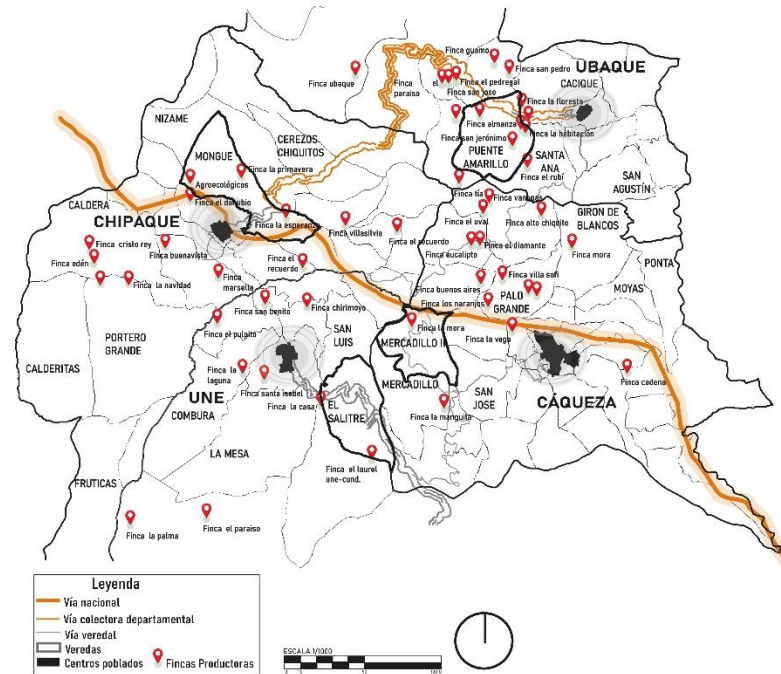 Finca guamo
Finca ubaque
Finca paraiso
el
Finca el pedregal
Finca san jose
Finca san pedro
UBAQUE
CACIQUE
Finca la floresta
Finca almenza
Finca la habitación
Finca san jerónimo
PUENTE AMARILLO
SANTA ANA
SAN AGUSTÍN
Finca el rubí
NIZAME
MONGUE
CEREZOS CHIQUITOS
Finca la primavera
Agroecológicos
Finca el danubio
CALDERA
CHIPAQUE
Finca la esperanza
Finca villasilvia
Finca el recuerdo
Finca tía
Finca vanegas
Finca el uval
Finca alto chiquito
GIRON DE BLANCOS
Finca el diamante
Finca eucalipto
Finca mora
Finca cristo rey
Finca edén
Finca buenavista
Finca la navidad
Finca marsella
Finca el recuerdo
Finca buenos aires
Finca villa sofi
PALO GRANDE
Finca los naranjos
PONTA
MOYAS
Finca san benito
Finca chirimoyo
Finca el pulpito
SAN LUIS
PORTERO GRANDE
CALDERITAS
Finca la mera
MERCADILLO II
MERCADILLO
Finca la vega
Finca la laguna
Finca santa isabel
UNE
COMBURA
Finca la casa
EL SALITRE
SAN JOSE
Finca la manguita
CÁQUEZA
Finca cadena
LA MESA
FRUTICAS
Finca el laurel
une-cund.
Finca la palma
Finca el paraiso
Leyenda
Vía nacional
Vía colectora departamental
Vía veredal
Veredas
Centros poblados
Fincas Productoras
ESCALA 1/1000